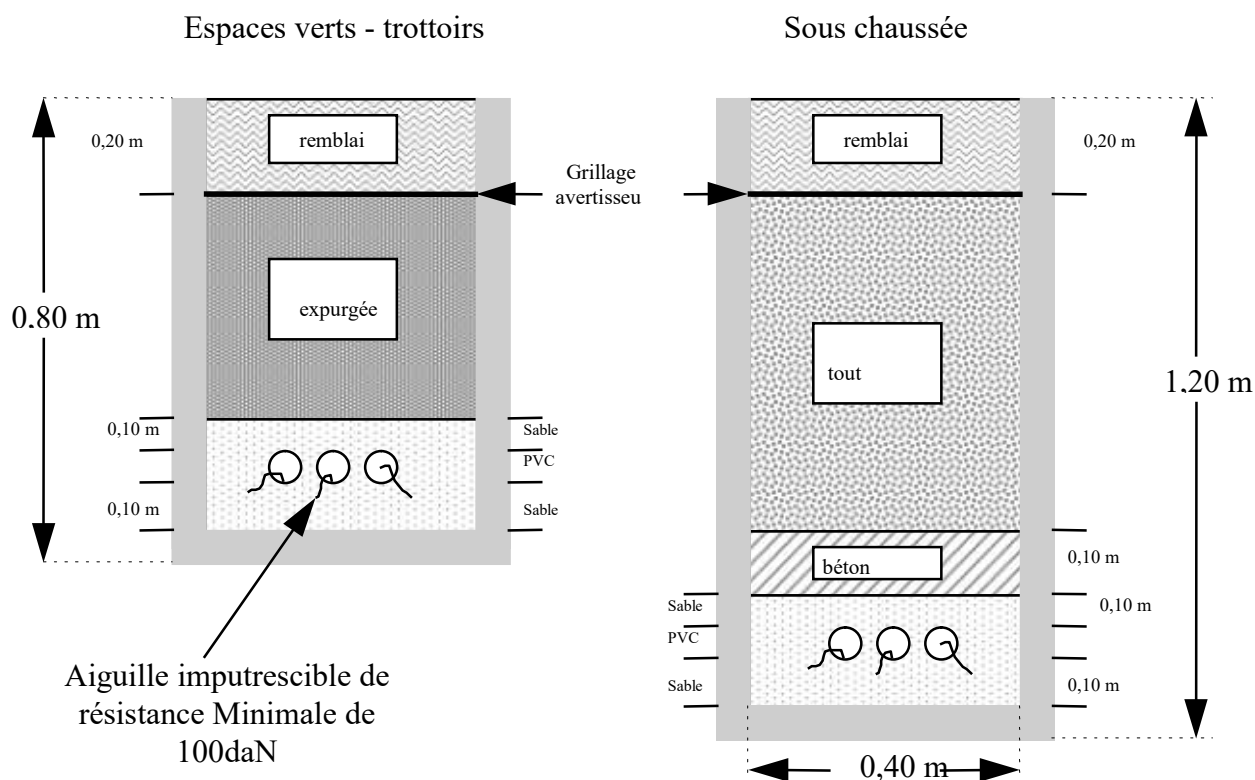 Espaces verts - trottoirs
Sous chaussée
remblai
remblai
0,20 m
0,20 m
Grillage
avertisseu
expurgée
0,80 m
tout
1,20 m
0,10 m
Sable
PVC
0,10 m
Sable
béton
0,10 m
Sable
0,10 m
PVC
Sable
0,10 m
Aiguille imputrescible de
résistance Minimale de
100daN
0,40 m